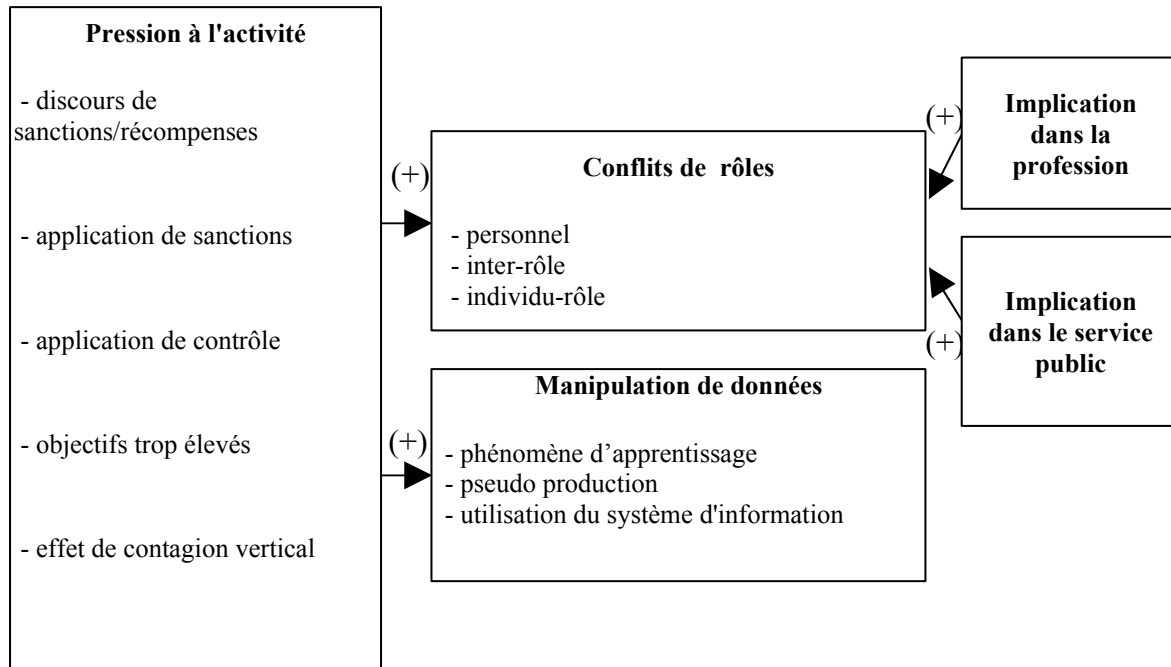 Pression à l'activité
- discours de
sanctions/récompenses
- application de sanctions
- application de contrôle
- objectifs trop élevés
- effet de contagion vertical
(+)
Conflits de rôles
- personnel
- inter-rôle
- individu-rôle
(+)
Manipulation de données
- phénomène d’apprentissage
- pseudo production
- utilisation du système d'information
(+)
Implication
dans la
profession
(+)
Implication
dans le service
public